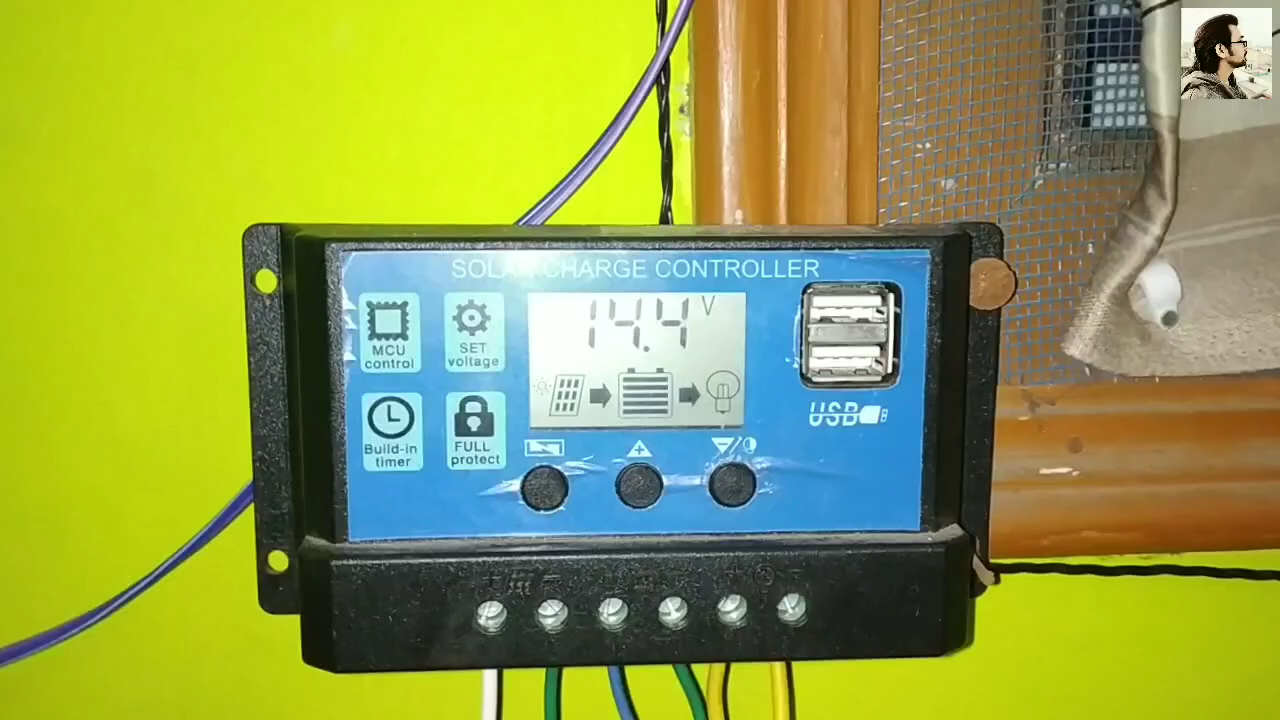 SOLAR CHARGE CONTROLLER
MCU
control
SET
voltage
14.4 V
Build-in
timer
FULL
protect
USB